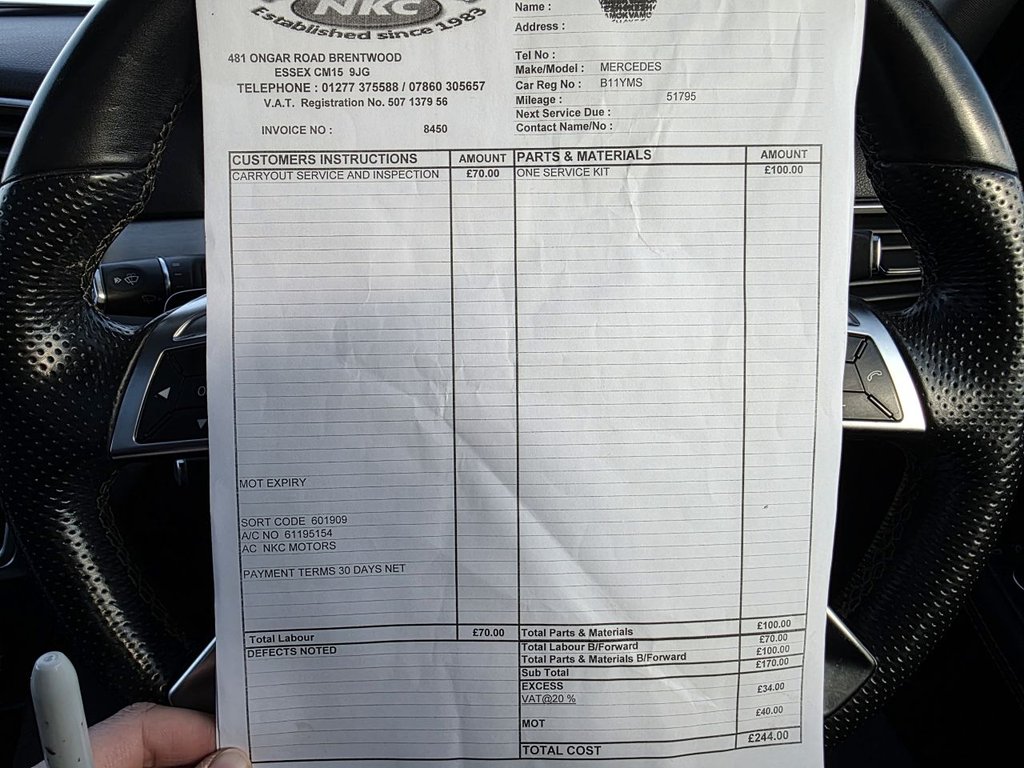 NKC
Established since 1983
481 ONGAR ROAD BRENTWOOD
ESSEX CM15 9JG
TELEPHONE : 01277 375588 / 07860 305657
V.A.T. Registration No. 507 1379 56
INVOICE NO : 8450
Name :
Address :
Tel No :
Make/Model : MERCEDES
Car Reg No : B11YMS
Mileage : 51795
Next Service Due :
Contact Name/No :
CUSTOMERS INSTRUCTIONS AMOUNT PARTS & MATERIALS AMOUNT
CARRYOUT SERVICE AND INSPECTION £70.00 ONE SERVICE KIT £100.00
MOT EXPIRY
SORT CODE 601909
A/C NO 61195154
AC NKC MOTORS
PAYMENT TERMS 30 DAYS NET
Total Labour £70.00 Total Parts & Materials £100.00
DEFECTS NOTED Total Labour B/Forward £70.00
Total Parts & Materials B/Forward £100.00
Sub Total £170.00
EXCESS
VAT@20 % £34.00
MOT £40.00
TOTAL COST £244.00